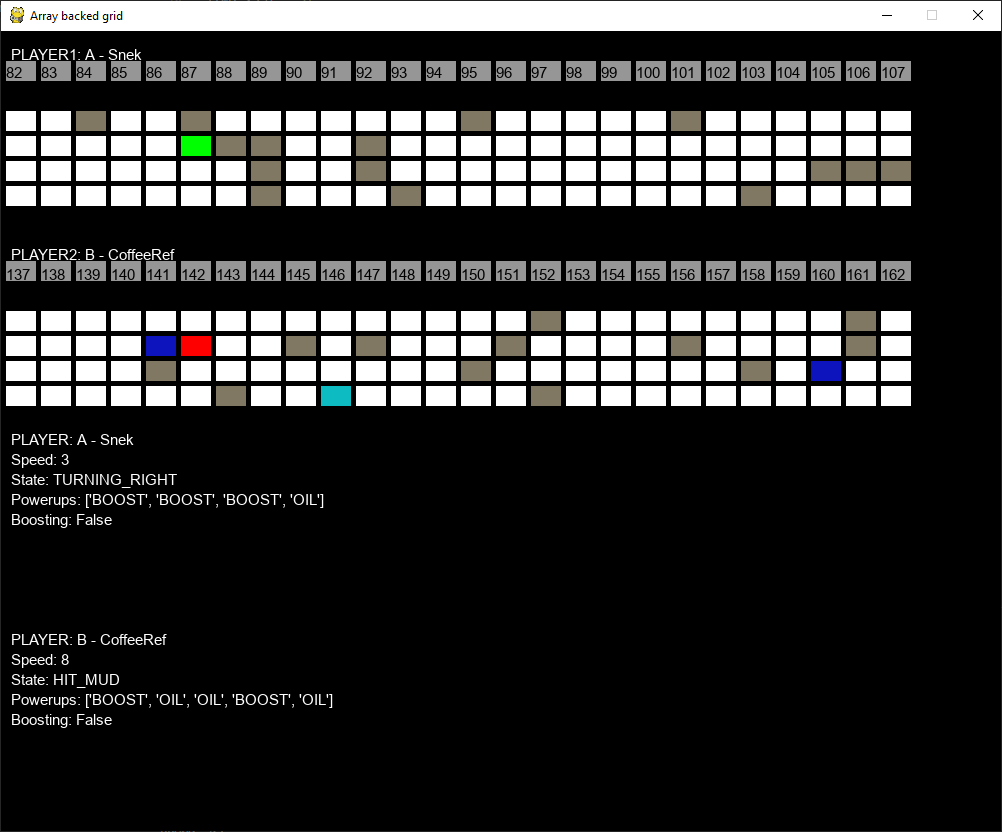 Array backed grid
PLAYER1: A - Snek
82 83 84 85 86 87 88 89 90 91 92 93 94 95 96 97 98 99 100 101 102 103 104 105 106 107
PLAYER2: B - CoffeeRef
137 138 139 140 141 142 143 144 145 146 147 148 149 150 151 152 153 154 155 156 157 158 159 160 161 162
PLAYER: A - Snek
Speed: 3
State: TURNING_RIGHT
Powerups: ['BOOST', 'BOOST', 'BOOST', 'OIL']
Boosting: False
PLAYER: B - CoffeeRef
Speed: 8
State: HIT_MUD
Powerups: ['BOOST', 'OIL', 'OIL', 'BOOST', 'OIL']
Boosting: False